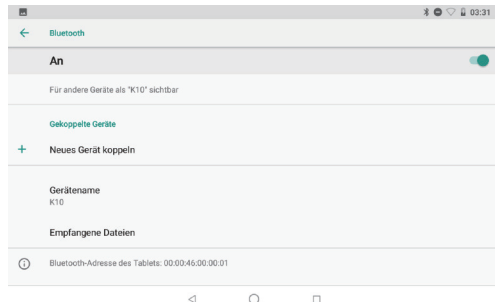 03:31
Bluetooth
An
Für andere Geräte als "K10" sichtbar
Gekoppelte Geräte
Neues Gerät koppeln
Gerätename
K10
Empfangene Dateien
Bluetooth-Adresse des Tablets: 00:00:46:00:00:01